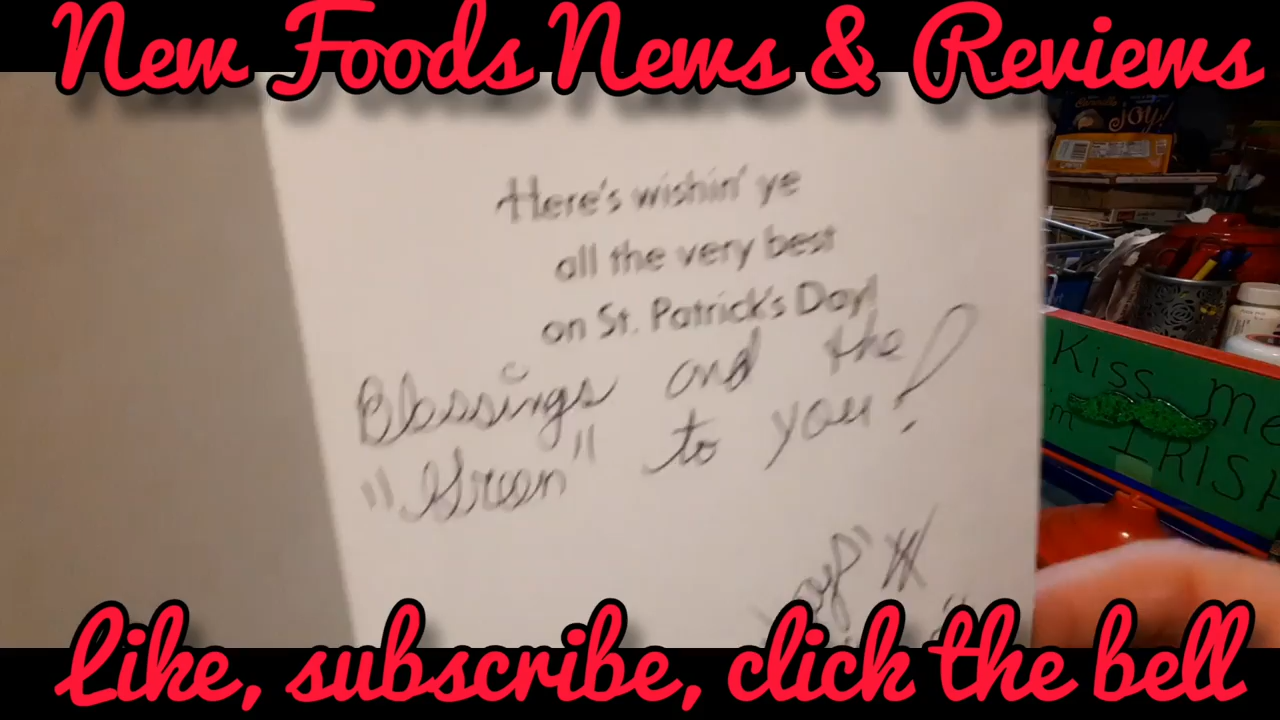 New Foods News & Reviews
joy!
Here's wishin' ye
all the very best
on St. Patrick's Day!
Blessings and the
"Green" to you!
Kiss me
I'm IRISH
Like, subscribe, click the bell